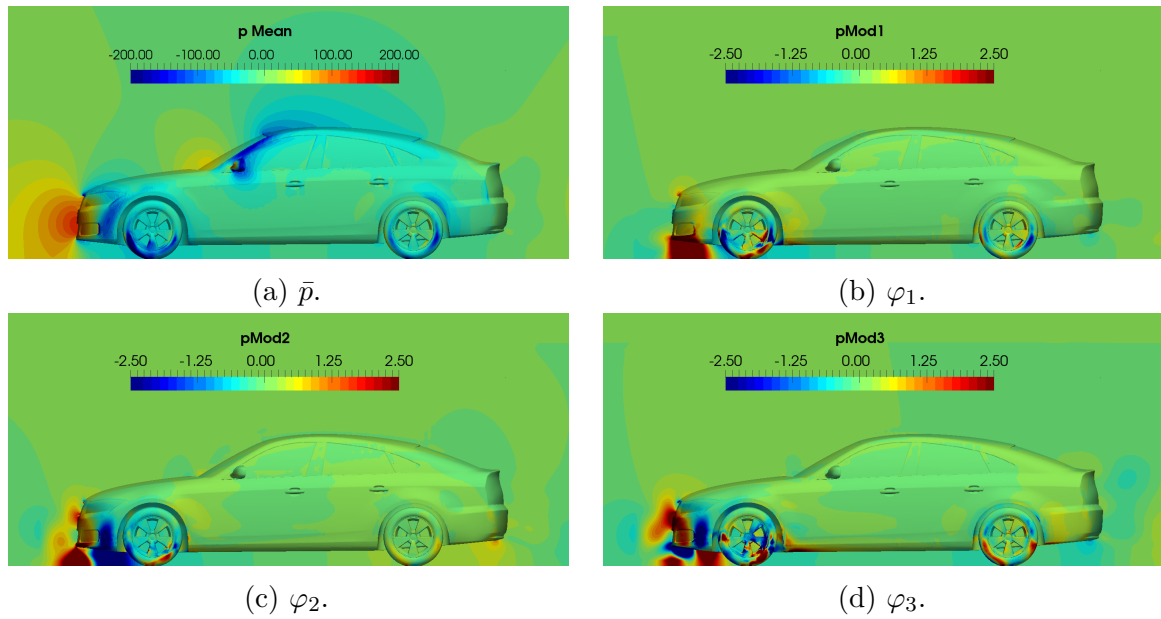 p Mean
-200.00 -100.00 0.00 100.00 200.00
(a) p̄.
pMod1
-2.50 -1.25 0.00 1.25 2.50
(b) φ₁.
pMod2
-2.50 -1.25 0.00 1.25 2.50
(c) φ₂.
pMod3
-2.50 -1.25 0.00 1.25 2.50
(d) φ₃.